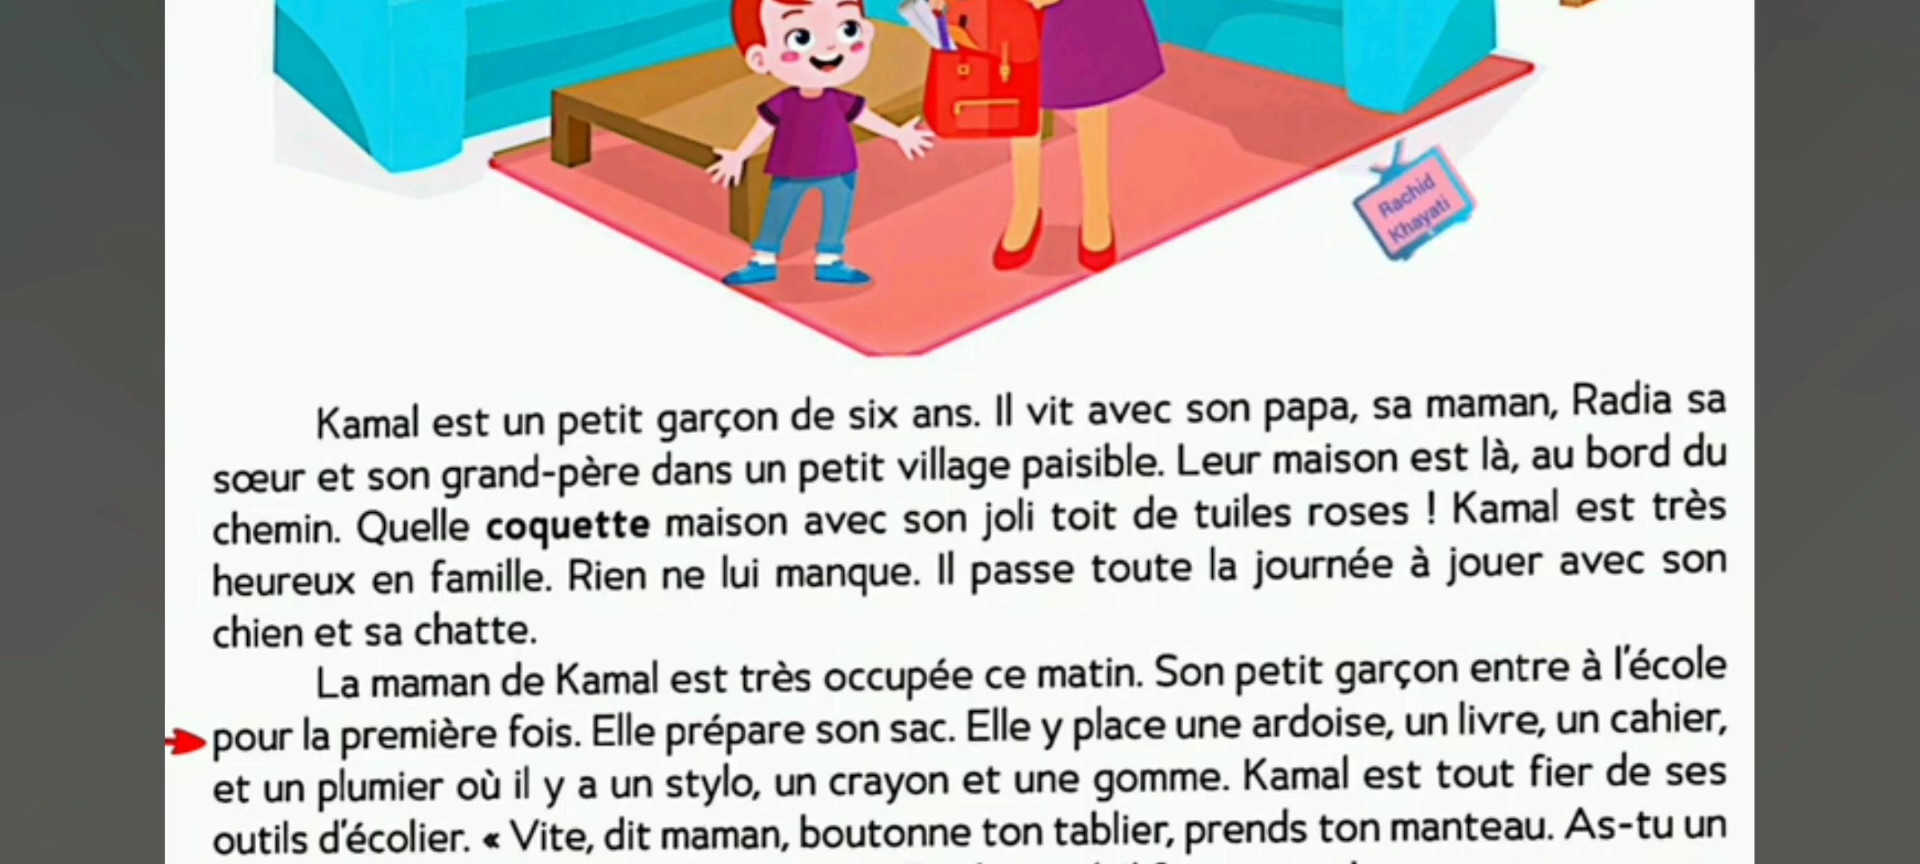 Rachid
Khayati
Kamal est un petit garçon de six ans. Il vit avec son papa, sa maman, Radia sa
sœur et son grand-père dans un petit village paisible. Leur maison est là, au bord du
chemin. Quelle coquette maison avec son joli toit de tuiles roses ! Kamal est très
heureux en famille. Rien ne lui manque. Il passe toute la journée à jouer avec son
chien et sa chatte.
La maman de Kamal est très occupée ce matin. Son petit garçon entre à l'école
pour la première fois. Elle prépare son sac. Elle y place une ardoise, un livre, un cahier,
et un plumier où il y a un stylo, un crayon et une gomme. Kamal est tout fier de ses
outils d'écolier. « Vite, dit maman, boutonne ton tablier, prends ton manteau. As-tu un